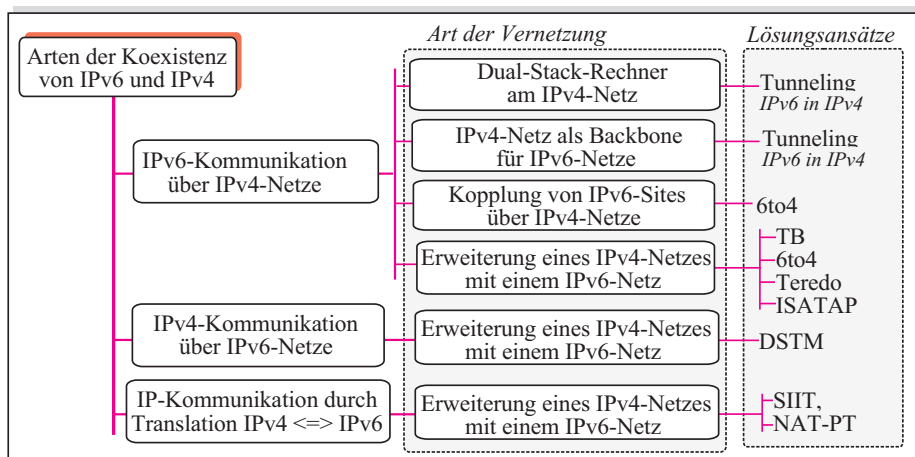 Art der Vernetzung
Lösungsansätze
Arten der Koexistenz
von IPv6 und IPv4
IPv6-Kommunikation
über IPv4-Netze
Dual-Stack-Rechner
am IPv4-Netz
Tunneling
IPv6 in IPv4
IPv4-Netz als Backbone
für IPv6-Netze
Tunneling
IPv6 in IPv4
Kopplung von IPv6-Sites
über IPv4-Netze
6to4
Erweiterung eines IPv4-Netzes
mit einem IPv6-Netz
TB
6to4
Teredo
ISATAP
IPv4-Kommunikation
über IPv6-Netze
Erweiterung eines IPv4-Netzes
mit einem IPv6-Netz
DSTM
IP-Kommunikation durch
Translation IPv4 <=> IPv6
Erweiterung eines IPv4-Netzes
mit einem IPv6-Netz
SIIT,
NAT-PT